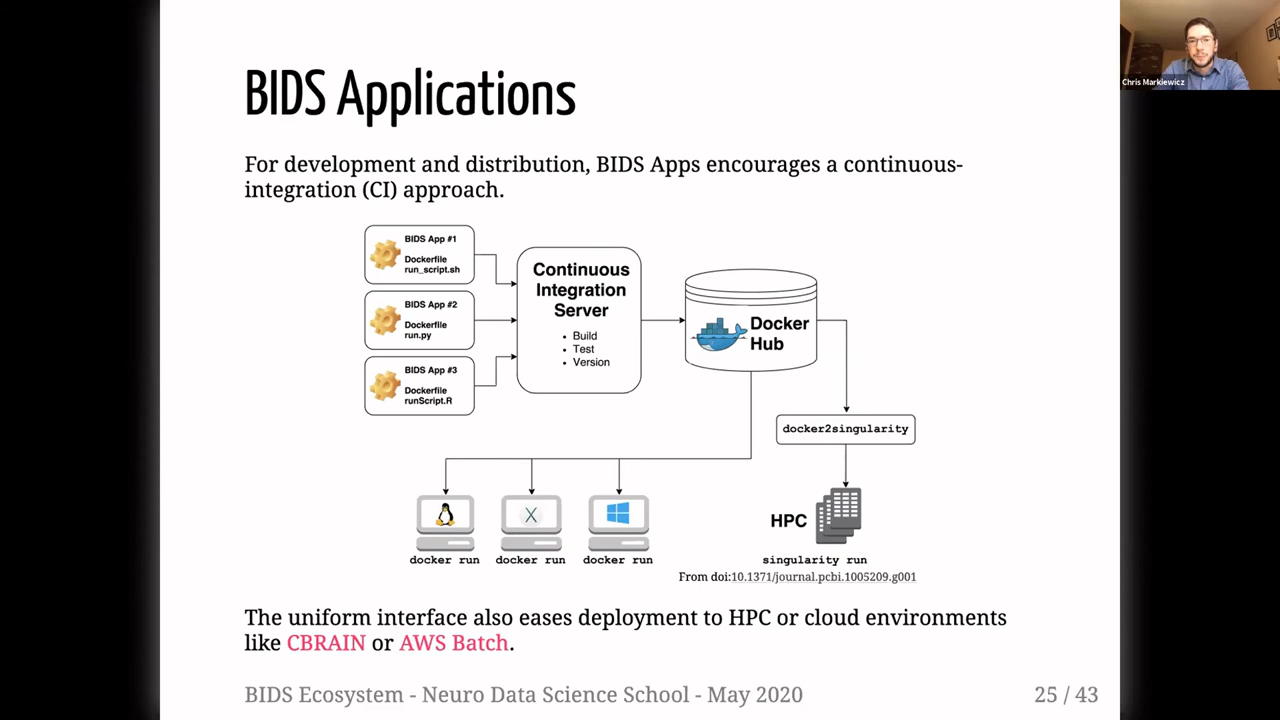 Chris Markiewicz
BIDS Applications
For development and distribution, BIDS Apps encourages a continuous-
integration (CI) approach.
BIDS App #1
Dockerfile
run_script.sh
BIDS App #2
Dockerfile
run.py
BIDS App #3
Dockerfile
runScript.R
Continuous
Integration
Server
• Build
• Test
• Version
Docker
Hub
docker2singularity
HPC
docker run
docker run
docker run
singularity run
From doi:10.1371/journal.pcbi.1005209.g001
The uniform interface also eases deployment to HPC or cloud environments
like CBRAIN or AWS Batch.
BIDS Ecosystem - Neuro Data Science School - May 2020
25 / 43